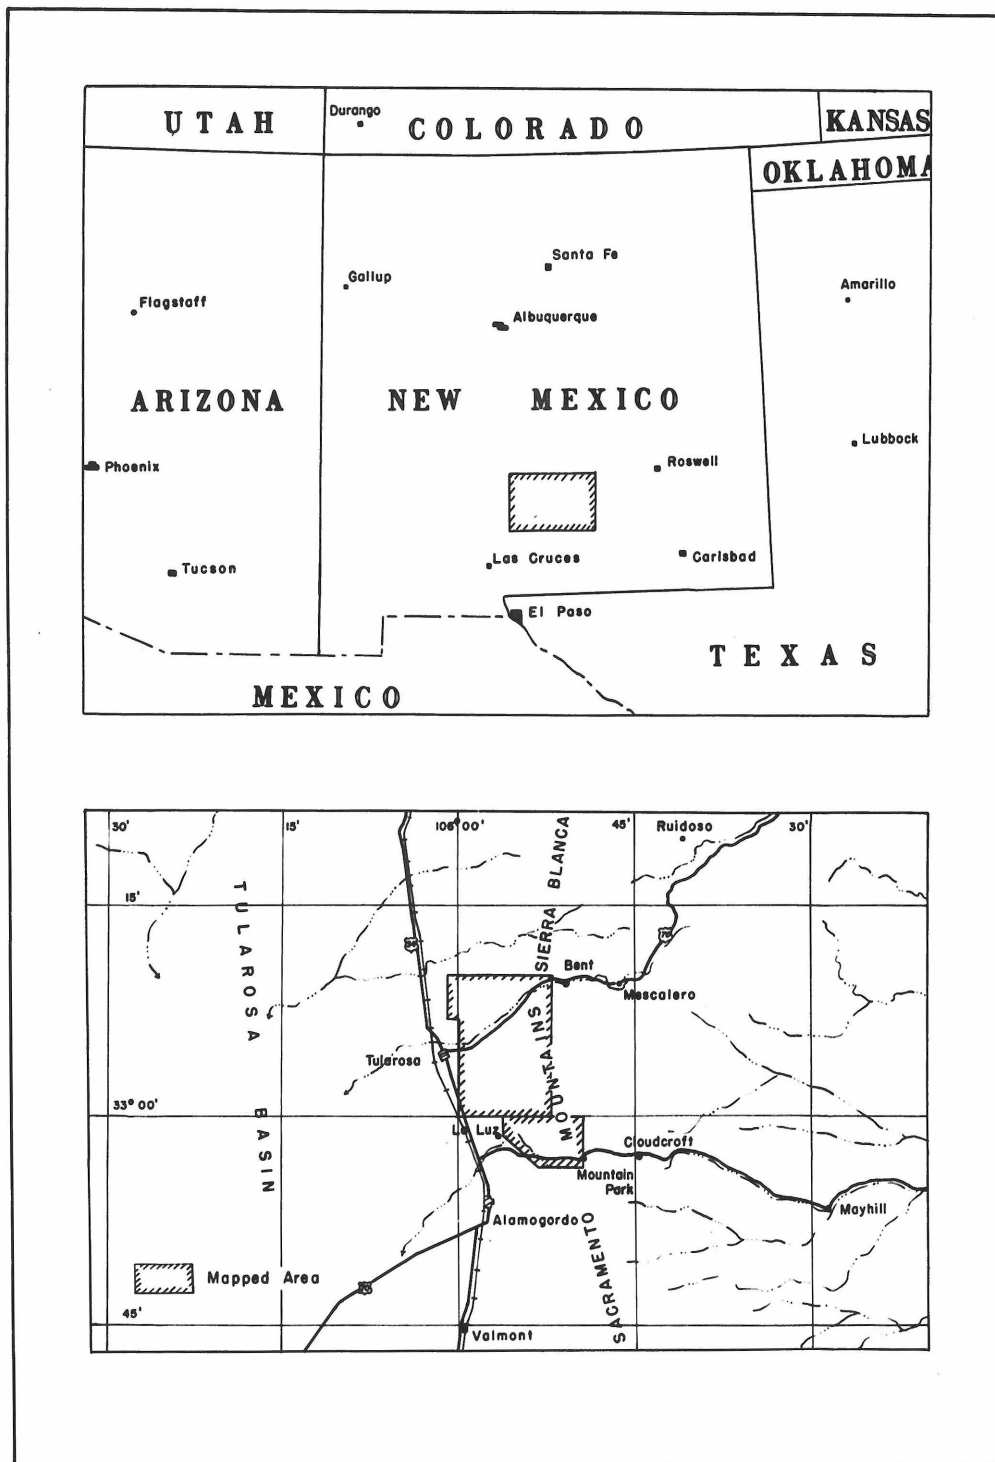 UTAH
Durango
COLORADO
KANSAS
OKLAHOMA
Santa Fe
Gallup
Amarillo
Flagstaff
Albuquerque
ARIZONA
NEW MEXICO
Lubbock
Phoenix
Roswell
Las Cruces
Carlsbad
Tucson
El Paso
TEXAS
MEXICO
30'
15'
106° 00'
45'
Ruidoso
30'
SIERRA BLANCA
15'
TULAROSA BASIN
70
Bent
Mescalero
Tularosa
MOUNTAINS
33° 00'
La Luz
Cloudcroft
Mountain
Park
Mayhill
Alamogordo
SACRAMENTO
Mapped Area
70
45'
Valmont